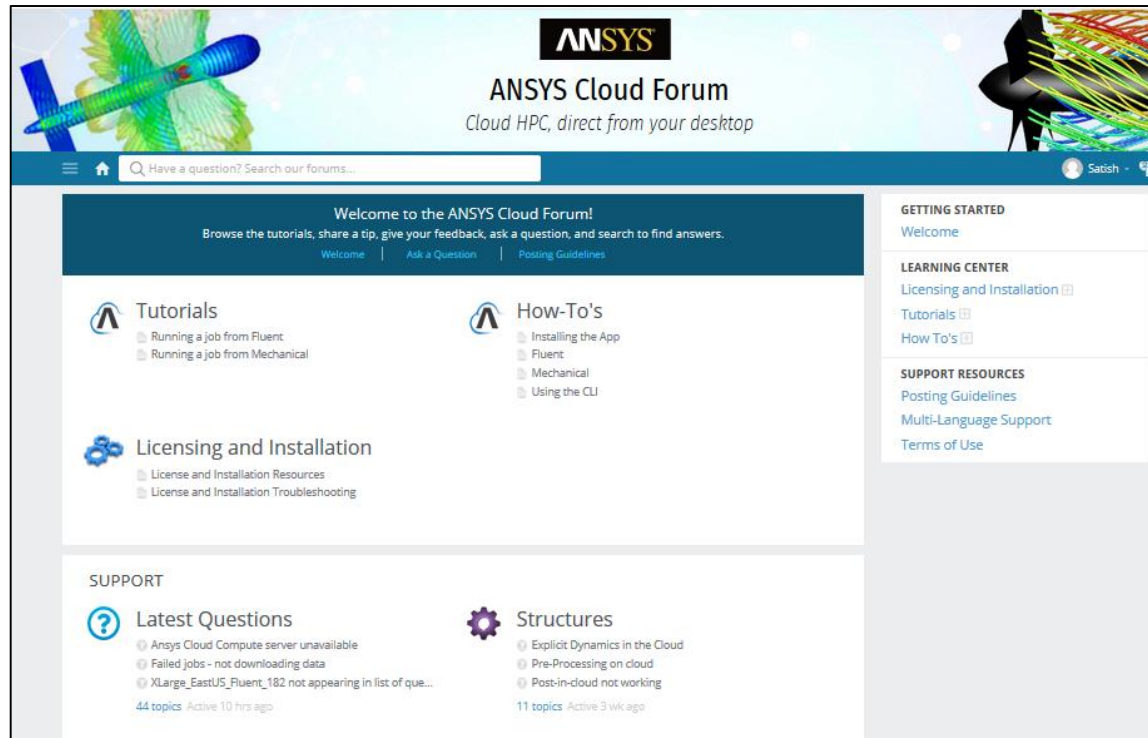 ANSYS
ANSYS Cloud Forum
Cloud HPC, direct from your desktop
Have a question? Search our forums...
Satish
Welcome to the ANSYS Cloud Forum!
Browse the tutorials, share a tip, give your feedback, ask a question, and search to find answers.
Welcome | Ask a Question | Posting Guidelines
Tutorials
Running a job from Fluent
Running a job from Mechanical
How-To's
Installing the App
Fluent
Mechanical
Using the CLI
Licensing and Installation
License and Installation Resources
License and Installation Troubleshooting
GETTING STARTED
Welcome
LEARNING CENTER
Licensing and Installation
Tutorials
How To's
SUPPORT RESOURCES
Posting Guidelines
Multi-Language Support
Terms of Use
SUPPORT
Latest Questions
Ansys Cloud Compute server unavailable
Failed jobs - not downloading data
XLarge_EastUS_Fluent_182 not appearing in list of que...
44 topics Active 10 hrs ago
Structures
Explicit Dynamics in the Cloud
Pre-Processing on cloud
Post-in-cloud not working
11 topics Active 3 wk ago